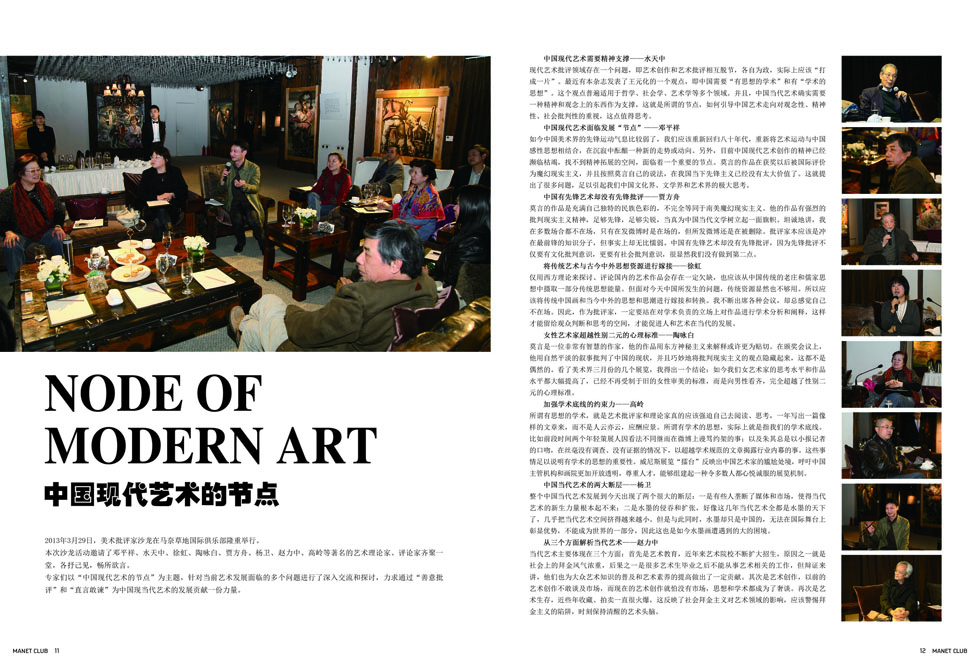 NODE OF
MODERN ART
中国现代艺术的节点
2013年3月29日，美术批评家沙龙在马奈草地国际俱乐部隆重举行。
本次沙龙活动邀请了邓平祥、水天中、徐虹、陶咏白、贾方舟、杨卫、赵力中、高岭等著名的艺术理论家、评论家齐聚一
堂，各抒己见，畅所欲言。
专家们以“中国现代艺术的节点”为主题，针对当前艺术发展面临的多个问题进行了深入交流和探讨，力求通过“善意批
评”和“直言敢谏”为中国现当代艺术的发展贡献一份力量。
MANET CLUB 11
中国现代艺术需要精神支撑——水天中
现代艺术批评领域存在一个问题，即艺术创作和艺术批评相互脱节，各自为政，实际上应该“打
成一片”。最近有本杂志发表了王元化的一个观点，即中国需要“有思想的学术”和有“学术的
思想”。这个观点普遍适用于哲学、社会学、艺术学等多个领域。并且，中国当代艺术确实需要
一种精神和观念上的东西作为支撑，这就是所谓的节点，如何引导中国艺术走向对观念性、精神
性、社会批判性的重视，这点值得思考。
中国现代艺术面临发展“节点”——邓平祥
如今中国美术界的先锋运动气息比较弱了，我们应该重新回归八十年代，重新将艺术运动与中国
感性思想相结合，在沉寂中酝酿一种新的走势或动向。另外，目前中国现代艺术创作的精神已经
濒临枯竭，找不到精神拓展的空间，面临着一个重要的节点。莫言的作品在获奖以后被国际评价
为魔幻现实主义，并且按照莫言自己的说法，在我国当下先锋主义已经没有太大价值了。这就提
出了很多问题，足以引起我们中国文化界、文学界和艺术界的极大思考。
中国有先锋艺术却没有先锋批评——贾方舟
莫言的作品是充满自己独特的民族色彩的，不完全等同于南美魔幻现实主义。他的作品有强烈的
批判现实主义精神，足够先锋，足够尖锐，当真为中国当代文学树立起一面旗帜。坦诚地讲，我
在多数场合都不在场，只有在发微博时是在场的，但所发微博还是在被删除。批评家本应该是冲
在最前锋的知识分子，但事实上却无比懦弱。中国有先锋艺术却没有先锋批评，因为先锋批评不
仅要有文化批判意识，更要有社会批判意识，很显然我们没有做到第二点。
将传统艺术与古今中外思想资源进行嫁接——徐虹
仅用西方理论来探讨、评论国内的艺术作品会存在一定欠缺，也应该从中国传统的老庄和儒家思
想中摄取一部分传统思想能量。但面对今天中国所发生的问题，传统资源显然也不够用。所以应
该将传统中国画和当今中外的思想和思潮进行嫁接和转换。我不断出席各种会议，却总感觉自己
不在场。因此，作为批评家，一定要站在对学术负责的立场上对作品进行学术分析和阐释，这样
才能留给观众判断和思考的空间，才能促进人和艺术在当代的发展。
女性艺术家超越性别二元的心理标准——陶咏白
莫言是一位非常有智慧的作家，他的作品用东方神秘主义来解释或许更为贴切。在颁奖会议上，
他用自然平淡的叙事批判了中国的现状，并且巧妙地将批判现实主义的观点隐藏起来，这都不是
偶然的。看了美术界三月份的几个展览，我得出一个结论：如今我们女艺术家的思考水平和作品
水平都大幅提高了，已经不再受制于旧的女性审美的标准，而是向男性看齐，完全超越了性别二
元的心理标准。
加强学术底线的约束力——高岭
所谓有思想的学术，就是艺术批评家和理论家真的应该强迫自己去阅读、思考，一年写出一篇像
样的文章来，而不是人云亦云，应酬应景。所谓有学术的思想，实际上就是指我们的学术底线。
比如前段时间两个年轻策展人因看法不同继而在微博上漫骂约架的事；以及朱其总是以小报记者
的口吻，在丝毫没有调查、没有证据的情况下，以超越学术规范的文章揭露行业内幕的事。这些事
情足以说明有学术的思想的重要性。威尼斯展览“擂台”反映出中国艺术家的尴尬处境，呼吁中国
主管机构和画院更加开放透明，尊重人才，能够组建起一种令多数人都心悦诚服的展览机制。
中国当代艺术的两大断层——杨卫
整个中国当代艺术发展到今天出现了两个很大的断层：一是有些人垄断了媒体和市场，使得当代
艺术的新生力量根本起不来；二是水墨的侵吞和扩张，好像这几年当代艺术全都是水墨的天下
了，几乎把当代艺术空间挤得越来越小。但是与此同时，水墨却只是中国的，无法在国际舞台上
彰显优势，不能成为世界的一部分，因此这也是如今水墨画遭遇到的大的困境。
从三个方面解析当代艺术——赵力中
当代艺术主要体现在三个方面：首先是艺术教育，近年来艺术院校不断扩大招生，原因之一就是
社会上的拜金风气浓重，后果之一是很多艺术生毕业之后不能从事艺术相关的工作，但辩证来
讲，他们也为大众艺术知识的普及和艺术素养的提高做出了一定贡献。其次是艺术创作，以前的
艺术创作不敢谈及市场，而现在的艺术创作就怕没有市场，思想和学术都成为了奢谈。再次是艺
术生存，近些年收藏、拍卖一直很火爆。这反映了社会拜金主义对艺术领域的影响，应该警惕拜
金主义的陷阱，时刻保持清醒的艺术头脑。
12 MANET CLUB